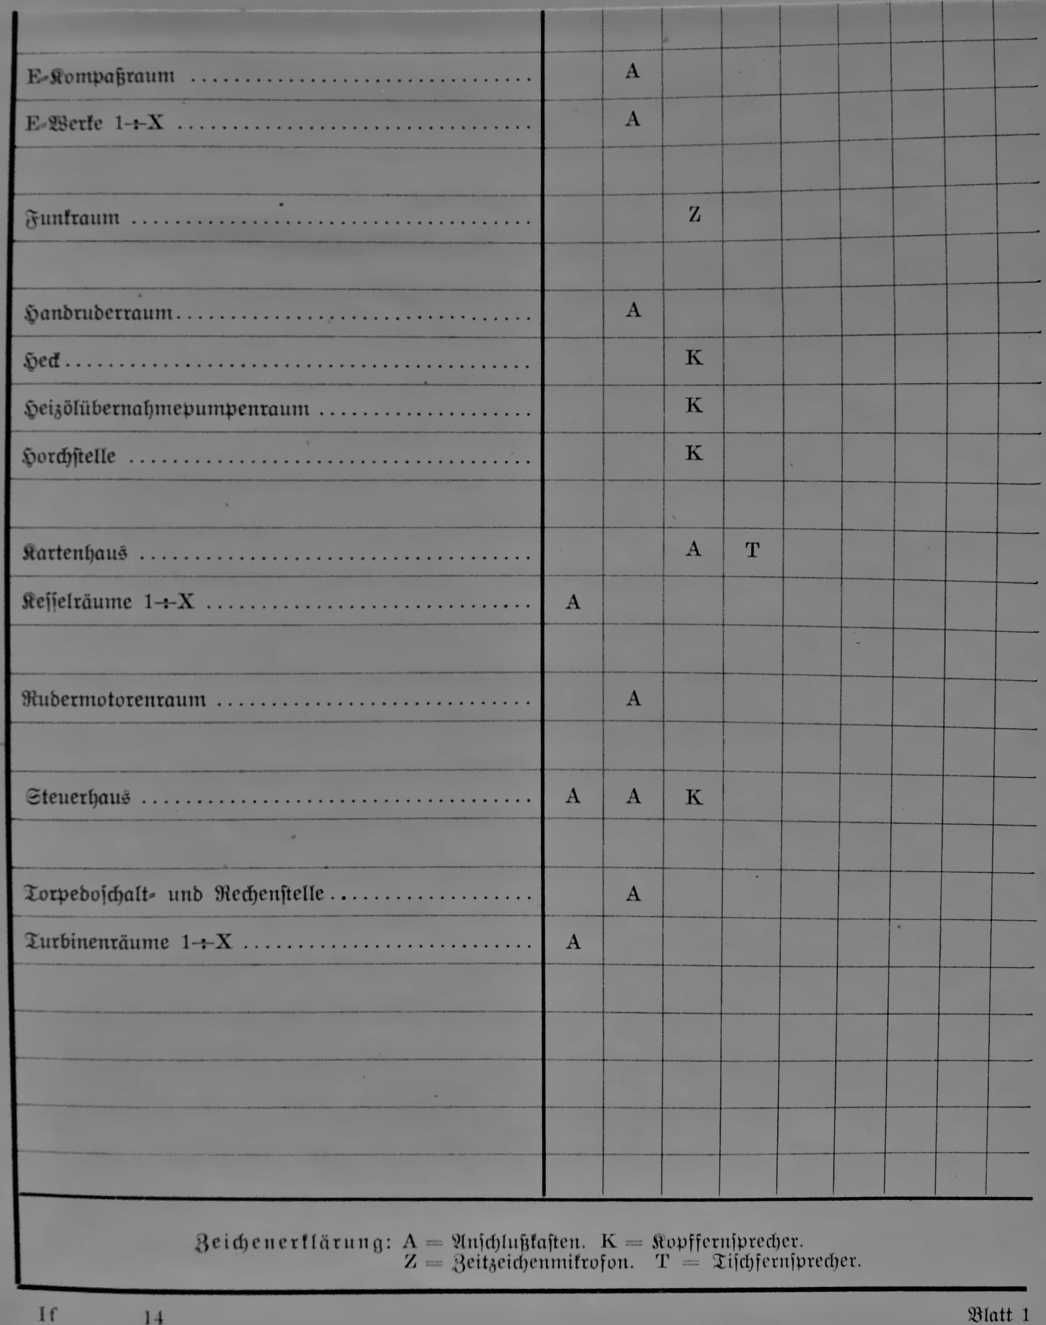 E-Kompaßraum .............................. A
E-Werke 1÷X ................................ A
Funkraum .................................... Z
Handruderraum................................ A
Heck.......................................... K
Heizölübernahmepumpenraum .................. K
Horchstelle .................................... K
Kartenhaus .................................... A T
Kesselräume 1÷X .............................. A
Rudermotorenraum ............................ A
Steuerhaus .................................... A A K
Torpedoschalt- und Rechenstelle................... A
Turbinenräume 1÷X .......................... A
Zeichenerklärung: A = Anschlußkasten. K = Kopffernsprecher.
Z = Zeitzeichenmikrofon. T = Tischfernsprecher.
If 14 Blatt 1